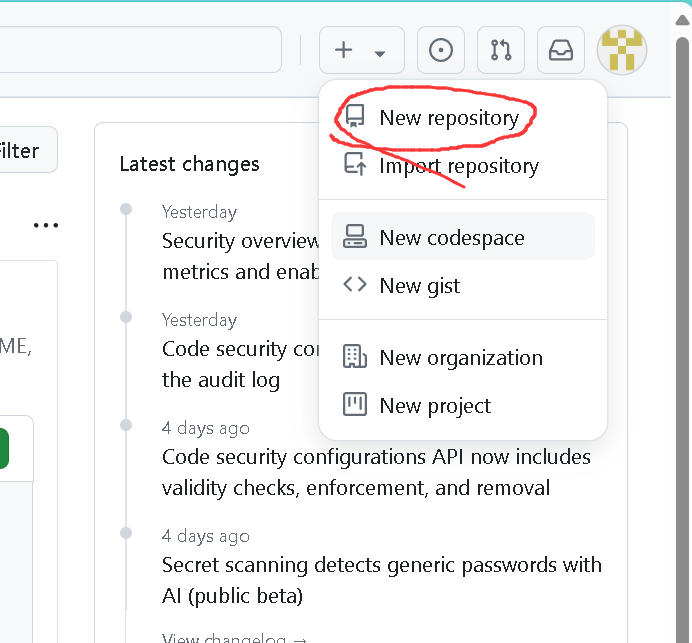 New repository
Import repository
New codespace
New gist
New organization
New project
Filter
Latest changes
Yesterday
Security overview
metrics and
Yesterday
Code security
the audit log
4 days ago
Code security configurations API now includes
validity checks, enforcement, and removal
4 days ago
Secret scanning detects generic passwords with
AI (public beta)
View changelog →
ME,